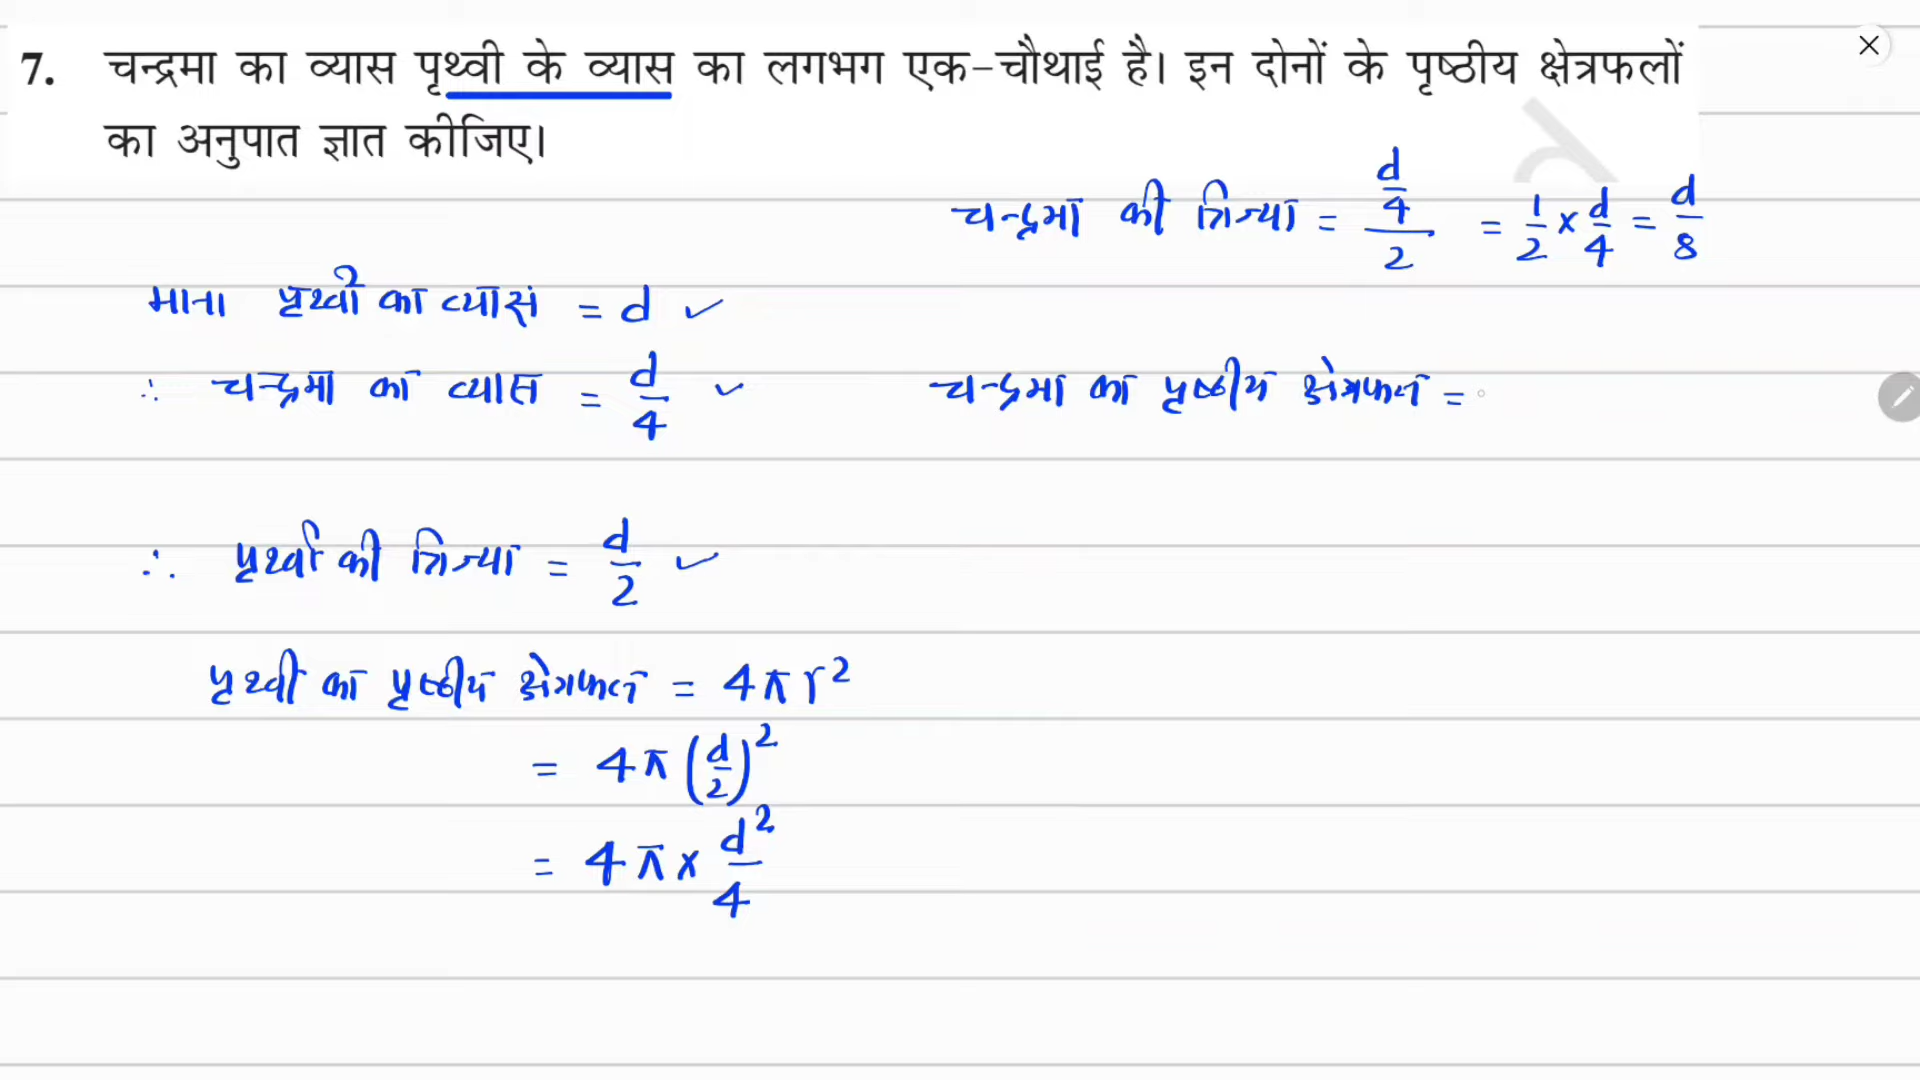 7. चन्द्रमा का व्यास पृथ्वी के व्यास का लगभग एक-चौथाई है। इन दोनों के पृष्ठीय क्षेत्रफलों
का अनुपात ज्ञात कीजिए।
माना पृथ्वी का व्यास = d ✓
∴ चन्द्रमा का व्यास = d/4 ✓
∴ पृथ्वी की त्रिज्या = d/2 ✓
पृथ्वी का पृष्ठीय क्षेत्रफल = 4πr²
= 4π(d/2)²
= 4π × d²/4
चन्द्रमा की त्रिज्या = (d/4)/2 = 1/2 × d/4 = d/8
चन्द्रमा का पृष्ठीय क्षेत्रफल =